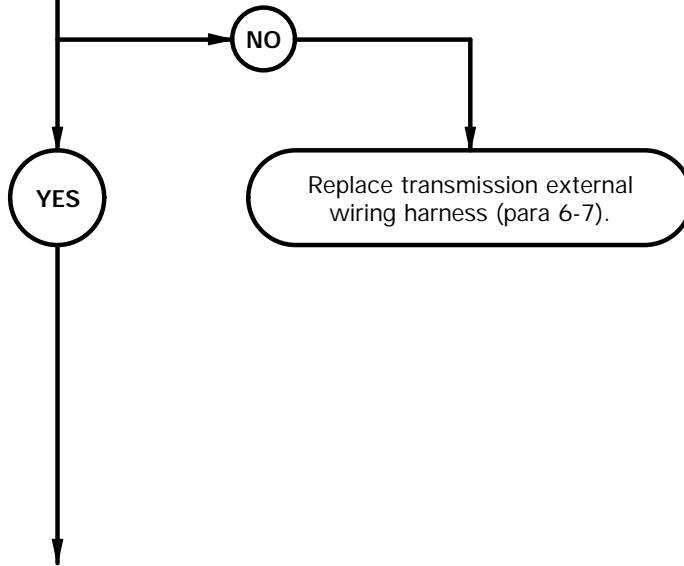 NO
YES
Replace transmission external
wiring harness (para 6-7).